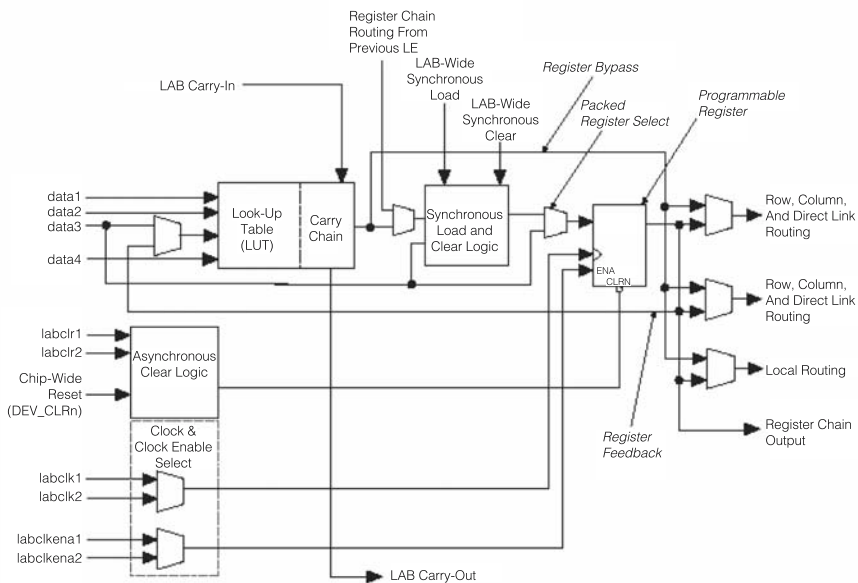 Register Chain
Routing From
Previous LE
LAB-Wide
Synchronous
Load
Register Bypass
LAB Carry-In
LAB-Wide
Synchronous
Clear
Packed
Register Select
Programmable
Register
data1
data2
data3
data4
Look-Up
Table
(LUT)
Carry
Chain
Synchronous
Load and
Clear Logic
ENA
CLRN
Row, Column,
And Direct Link
Routing
Row, Column,
And Direct Link
Routing
labclr1
labclr2
Chip-Wide
Reset
(DEV_CLRn)
Asynchronous
Clear Logic
Local Routing
Register Chain
Output
Register
Feedback
Clock &
Clock Enable
Select
labclk1
labclk2
labclkena1
labclkena2
LAB Carry-Out